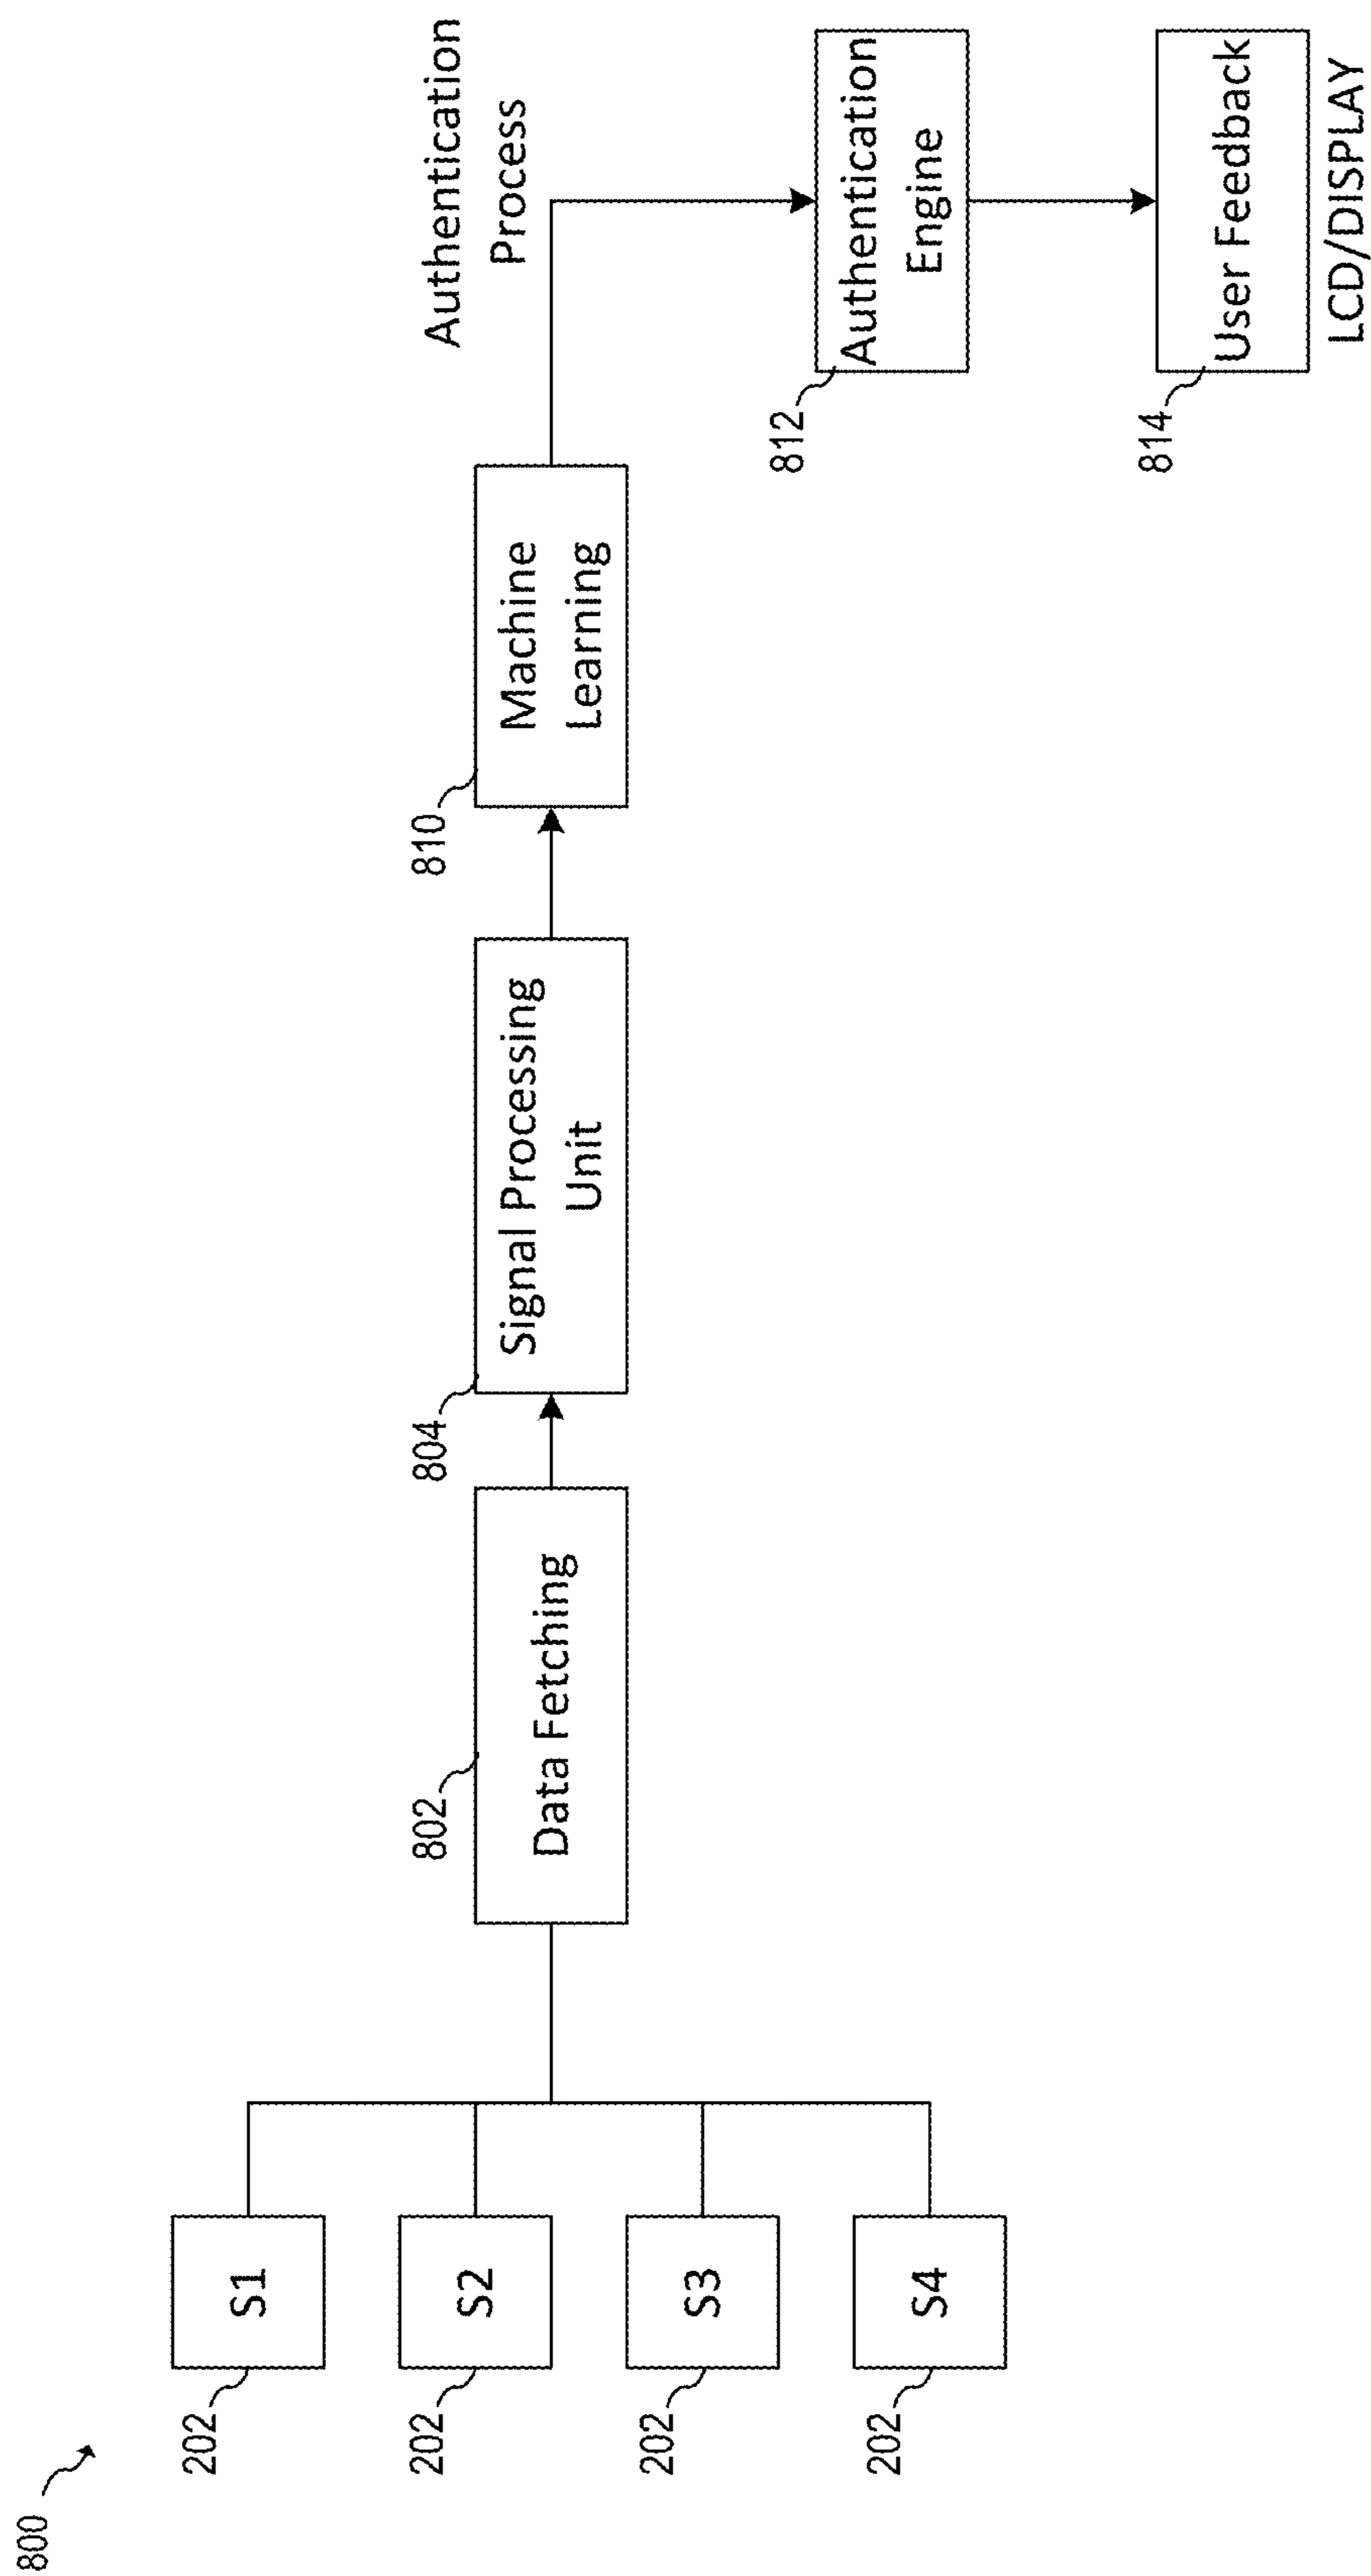 800
202
S1
202
S2
202
S3
202
S4
802
Data Fetching
804
Signal Processing
Unit
810
Machine
Learning
Authentication
Process
812
Authentication
Engine
814
User Feedback
LCD/DISPLAY